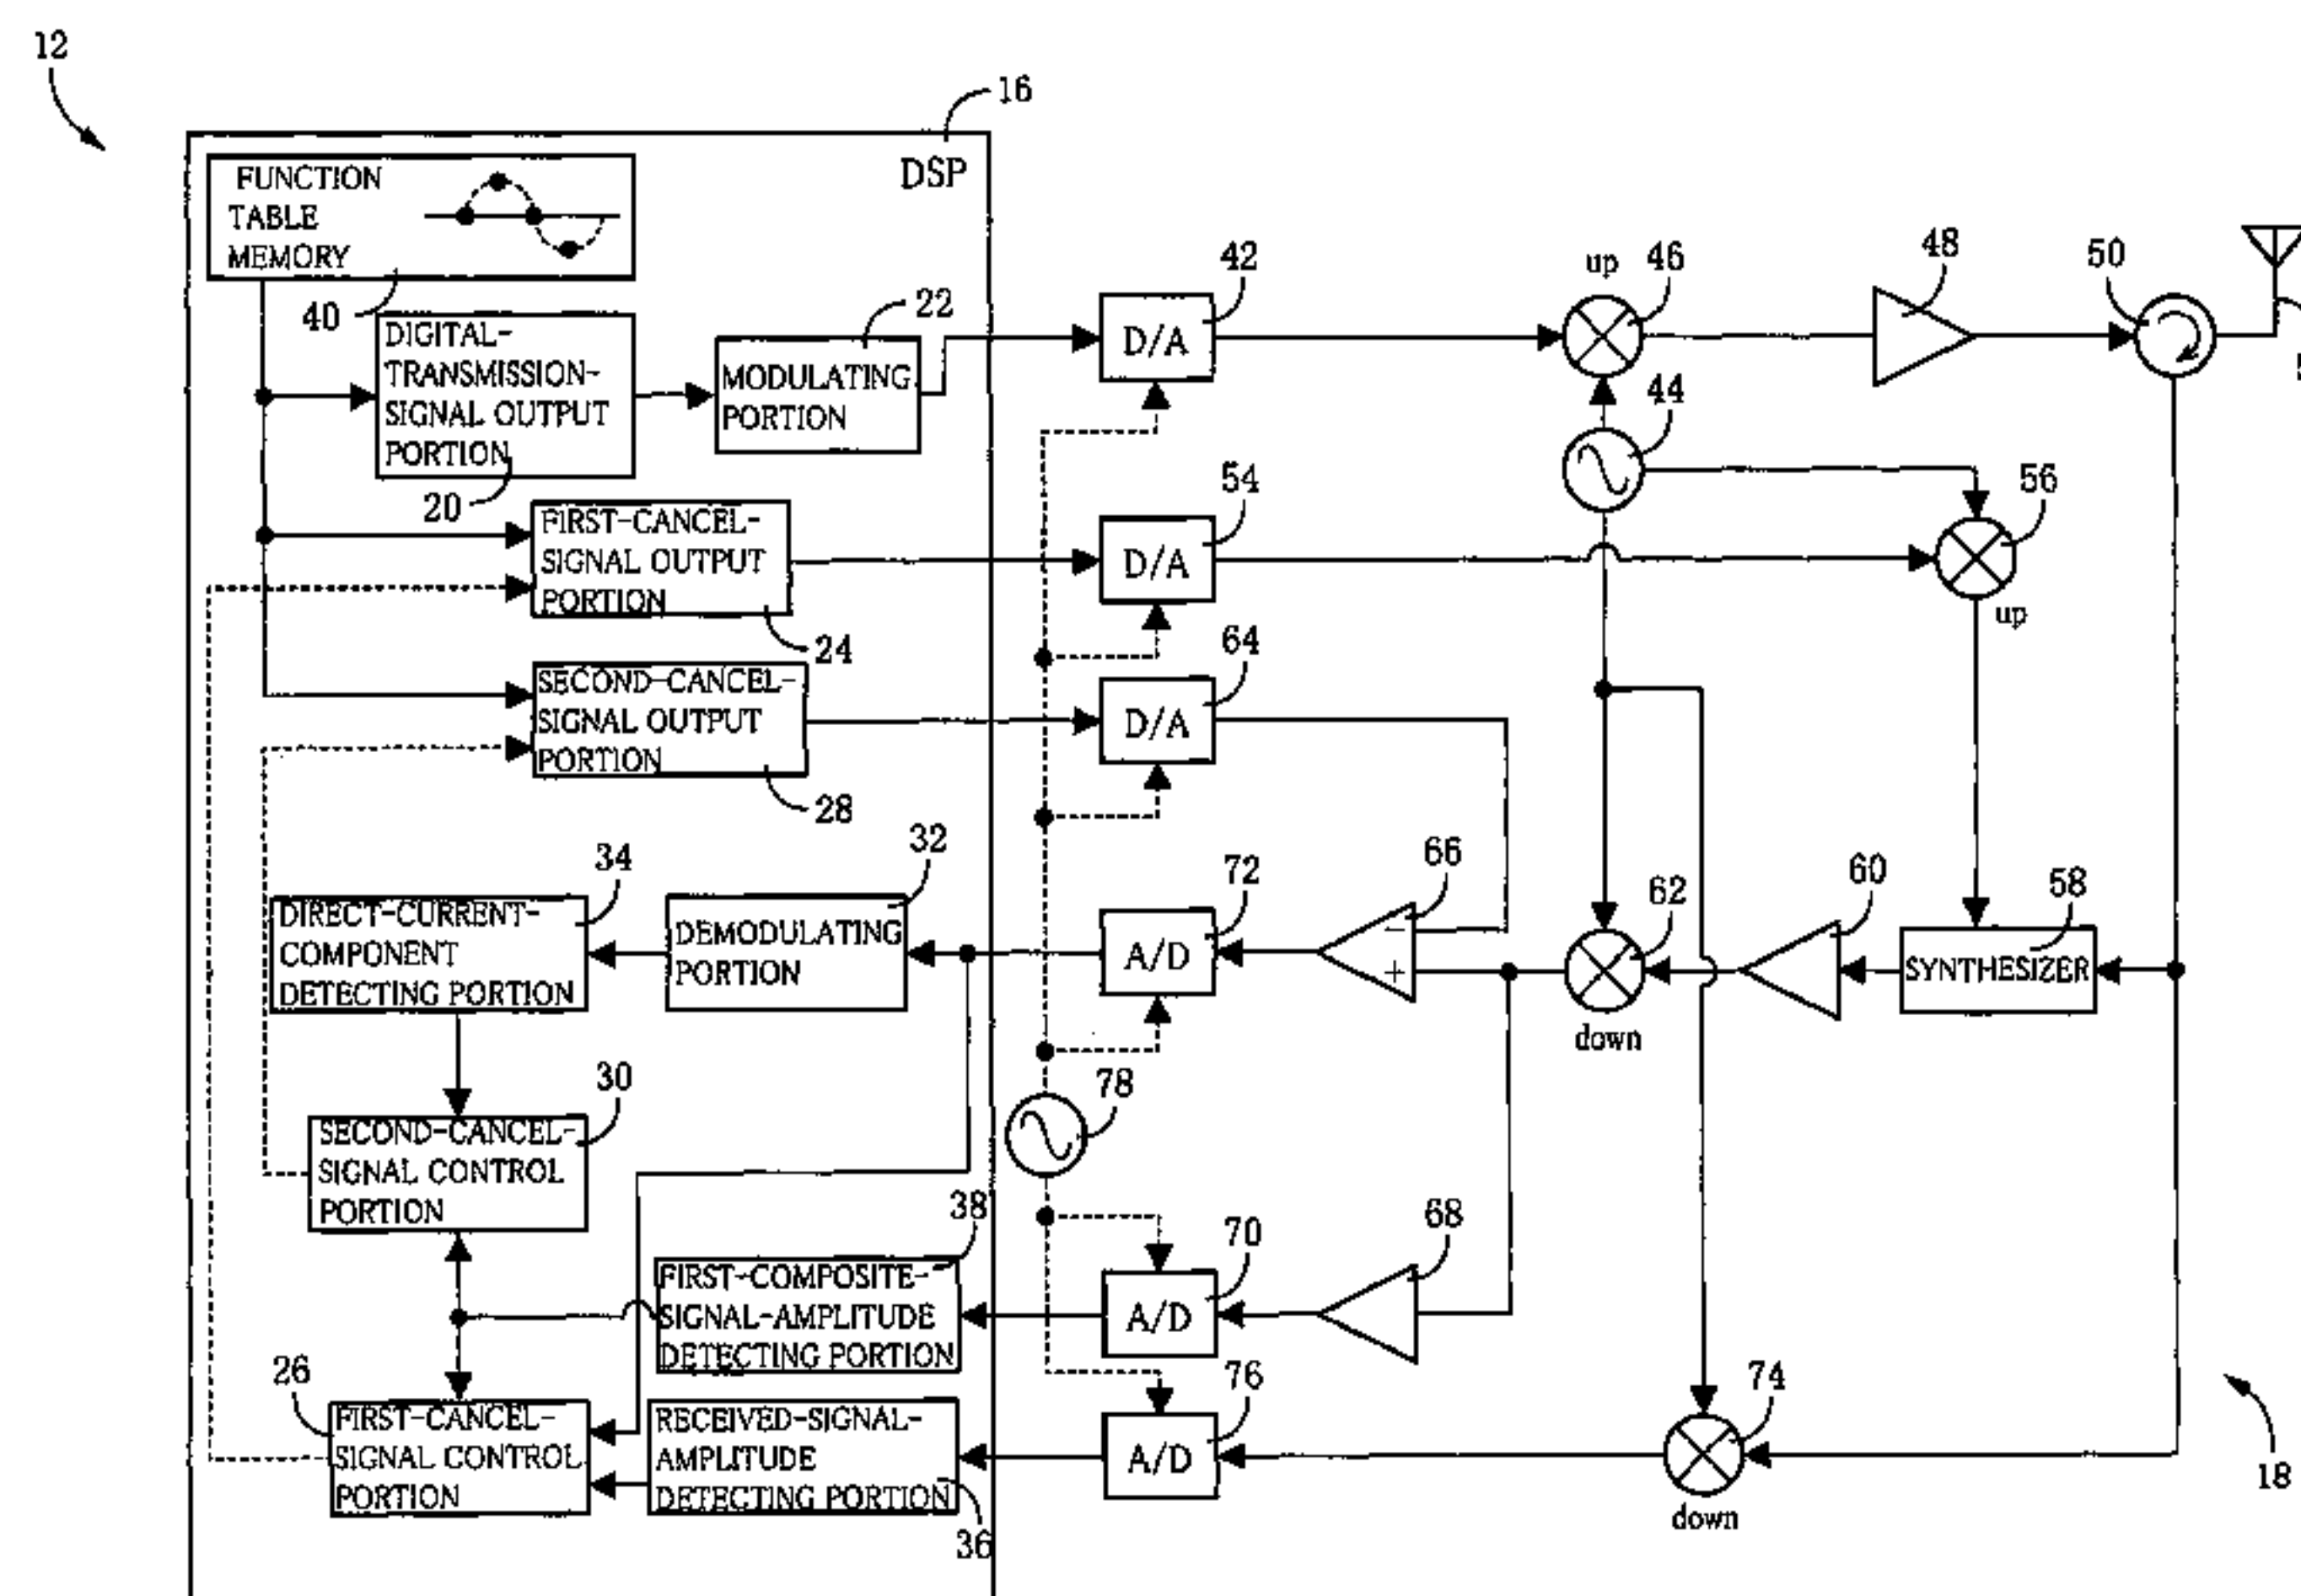 12
16
DSP
FUNCTION
TABLE
MEMORY
40
DIGITAL-
TRANSMISSION-
SIGNAL OUTPUT
PORTION
20
22
MODULATING
PORTION
42
D/A
up
46
48
50
44
FIRST-CANCEL-
SIGNAL OUTPUT
PORTION
24
54
D/A
56
up
SECOND-CANCEL-
SIGNAL OUTPUT
PORTION
28
64
D/A
34
DIRECT-CURRENT-
COMPONENT
DETECTING PORTION
32
DEMODULATING
PORTION
72
A/D
66
−
+
62
down
60
58
SYNTHESIZER
30
SECOND-CANCEL-
SIGNAL CONTROL
PORTION
78
38
FIRST-COMPOSITE-
SIGNAL-AMPLITUDE
DETECTING PORTION
70
A/D
68
26
FIRST-CANCEL-
SIGNAL CONTROL
PORTION
RECEIVED-SIGNAL-
AMPLITUDE
DETECTING PORTION
36
76
A/D
74
down
18